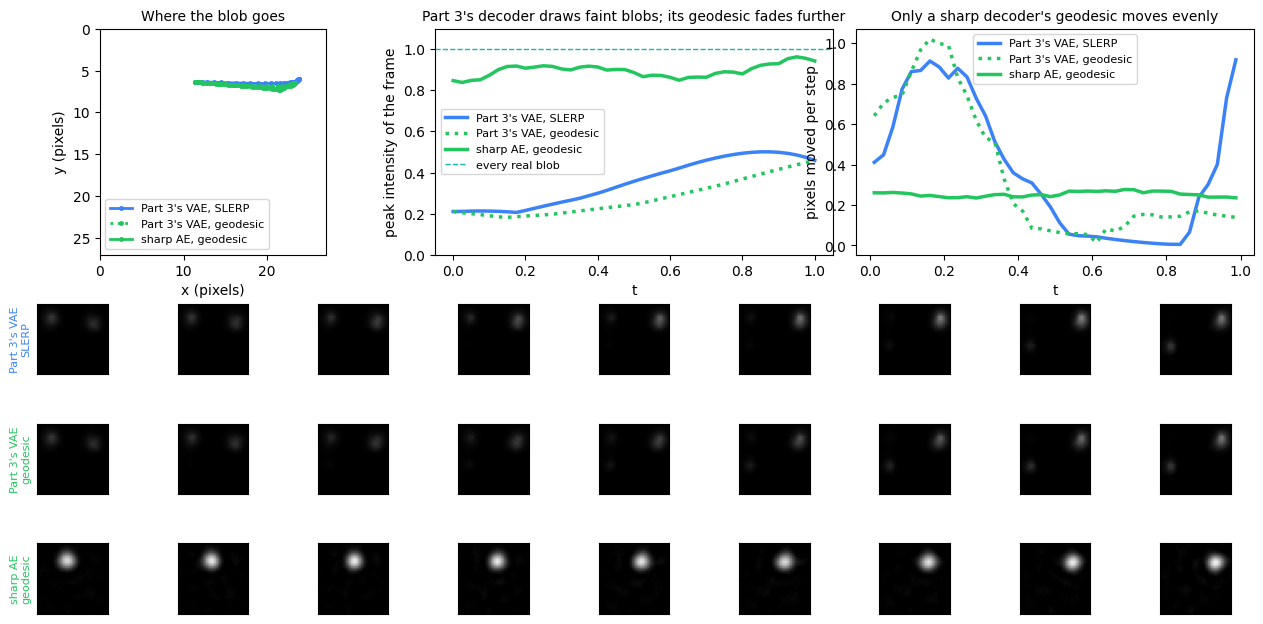 Where the blob goes
y (pixels)
0
5
10
15
20
25
Part 3's VAE, SLERP
Part 3's VAE, geodesic
sharp AE, geodesic
0
10
20
x (pixels)
Part 3's decoder draws faint blobs; its geodesic fades further
peak intensity of the frame
1.0
0.8
0.6
0.4
0.2
0.0
Part 3's VAE, SLERP
Part 3's VAE, geodesic
sharp AE, geodesic
every real blob
0.0
0.2
0.4
0.6
0.8
1.0
t
Only a sharp decoder's geodesic moves evenly
pixels moved per step
1.0
0.8
0.6
0.4
0.2
0.0
Part 3's VAE, SLERP
Part 3's VAE, geodesic
sharp AE, geodesic
0.0
0.2
0.4
0.6
0.8
1.0
t
Part 3's VAE
SLERP
Part 3's VAE
geodesic
sharp AE
geodesic